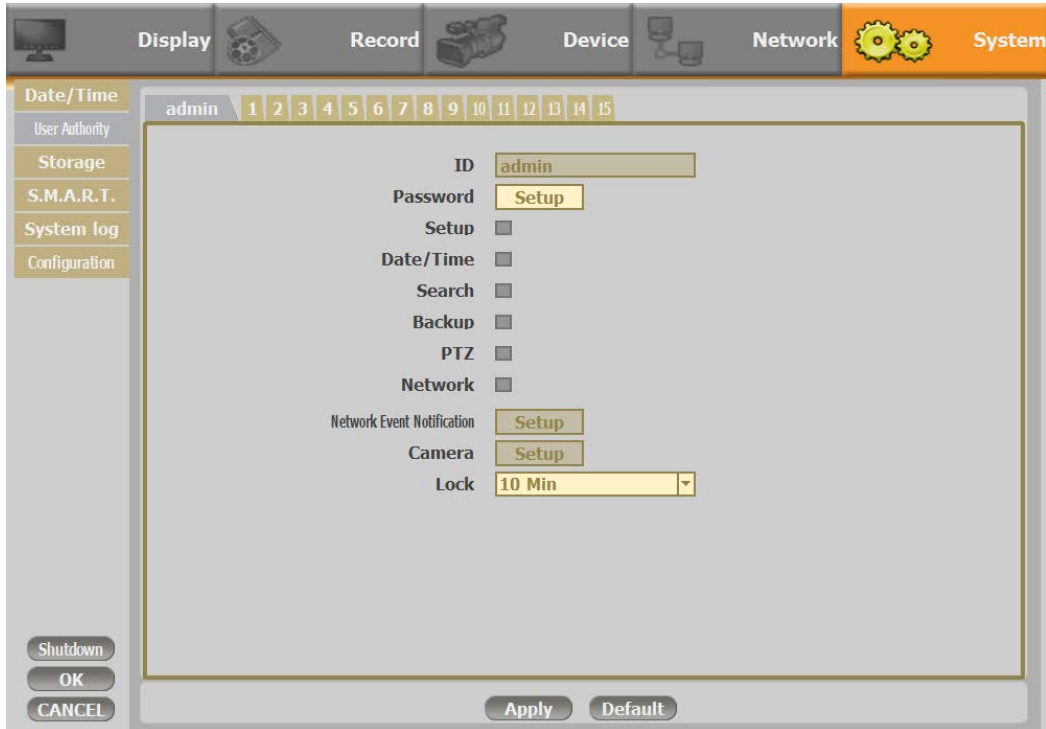 Display Record Device Network System
Date/Time
User Authority
Storage
S.M.A.R.T.
System log
Configuration
admin 1 2 3 4 5 6 7 8 9 10 11 12 13 14 15
ID admin
Password Setup
Setup
Date/Time
Search
Backup
PTZ
Network
Network Event Notification Setup
Camera Setup
Lock 10 Min
Shutdown
OK
CANCEL
Apply Default